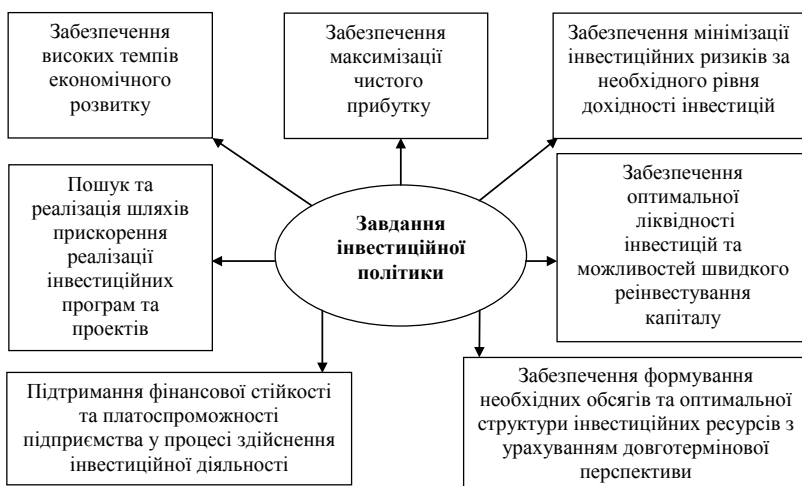 Забезпечення
високих темпів
економічного
розвитку
Забезпечення
максимізації
чистого
прибутку
Забезпечення мінімізації
інвестиційних ризиків за
необхідного рівня
дохідності інвестицій
Пошук та
реалізація шляхів
прискорення
реалізації
інвестиційних
програм та
проектів
Завдання
інвестиційної
політики
Забезпечення
оптимальної
ліквідності
інвестицій та
можливостей швидкого
реінвестування
капіталу
Підтримання фінансової стійкості
та платоспроможності
підприємства у процесі здійснення
інвестиційної діяльності
Забезпечення формування
необхідних обсягів та оптимальної
структури інвестиційних ресурсів з
урахуванням довготермінової
перспективи